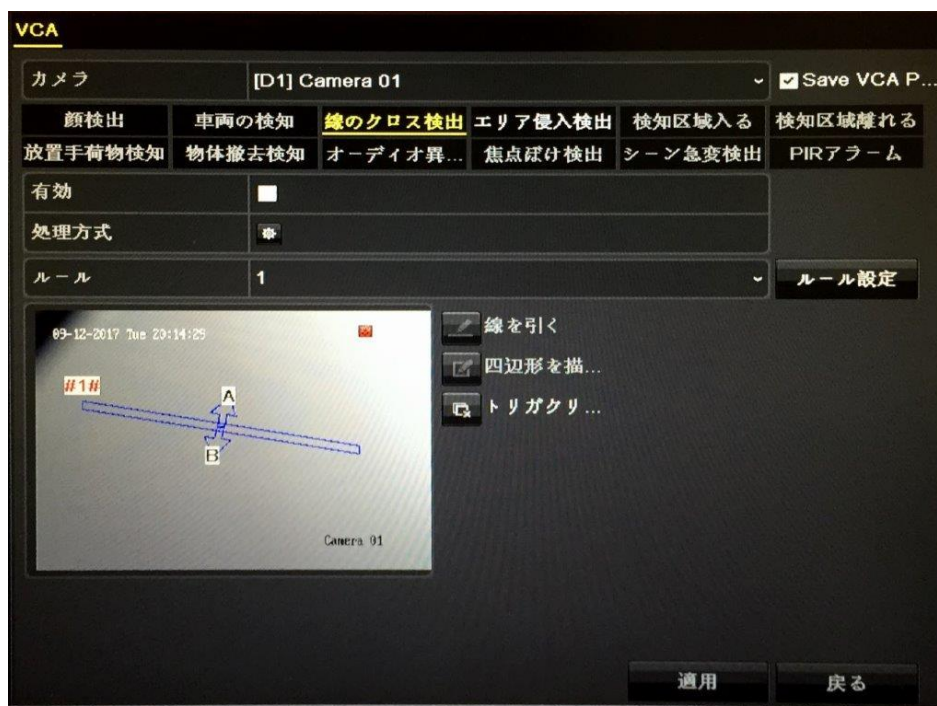 VCA
カメラ [D1] Camera 01 Save VCA P...
顔検出 車両の検知 線のクロス検出 エリア侵入検出 検知区域入る 検知区域離れる
放置手荷物検知 物体撤去検知 オーディオ異... 焦点ぼけ検出 シーン急変検出 PIRアラーム
有効
処理方式
ルール 1 ルール設定
09-12-2017 Tue 20:14:29
線を引く
四辺形を描...
#1#
A
トリガクリ...
B
Camera 01
適用 戻る